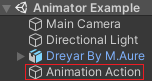 Animator Example
Main Camera
Directional Light
Dreyar By M.Aure
Animation Action